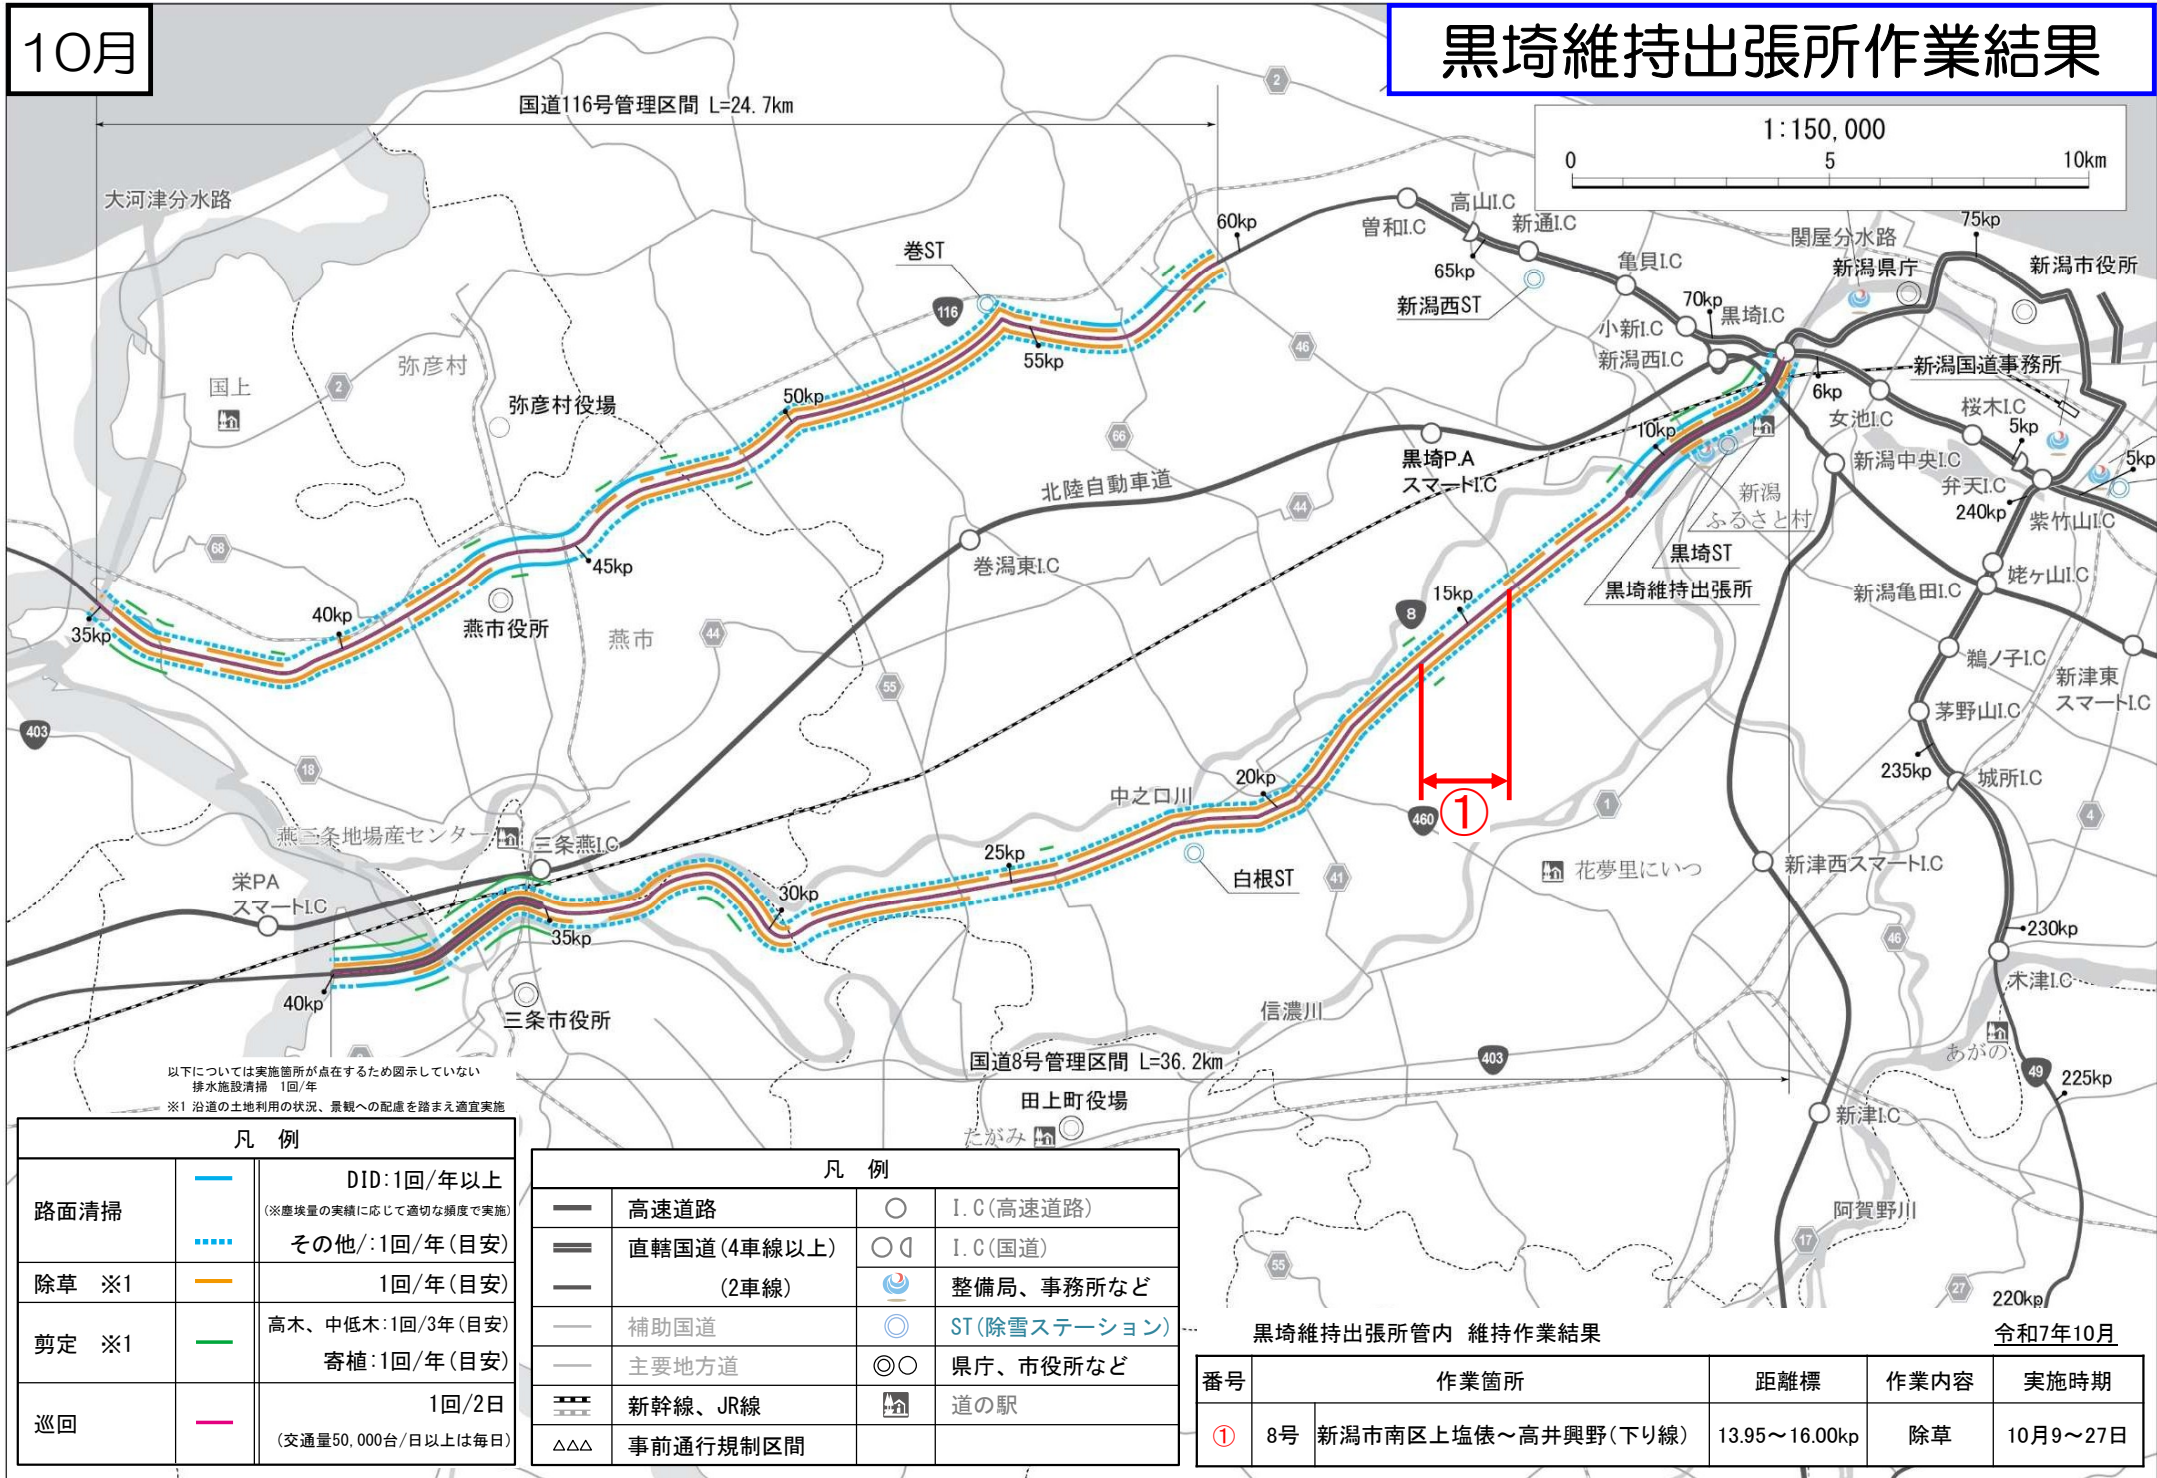 10月
黒埼維持出張所作業結果
国道116号管理区間 L=24.7km
1:150,000
0 5 10km
大河津分水路
2
巻ST
60kp
曽和I.C
高山I.C
新通I.C
65kp
新潟西ST
亀貝I.C
関屋分水路
75kp
新潟県庁
新潟市役所
70kp
黒埼I.C
小新I.C
新潟西I.C
116
55kp
46
国上
2
弥彦村
弥彦村役場
50kp
66
6kp
女池I.C
新潟国道事務所
桜木I.C
5kp
5kp
10kp
黒埼P.A
スマートI.C
新潟中央I.C
弁天I.C
240kp
紫竹山I.C
北陸自動車道
44
新潟
ふるさと村
黒埼ST
黒埼維持出張所
68
45kp
巻潟東I.C
姥ヶ山I.C
新潟亀田I.C
35kp
40kp
燕市役所
燕市
44
15kp
8
鵜ノ子I.C
新津東
スマートI.C
55
403
茅野山I.C
18
235kp
城所I.C
20kp
中之口川
①
460
1
4
燕三条地場産センター
三条燕I.C
25kp
白根ST
41
花夢里にいつ
新津西スマートI.C
栄PA
スマートI.C
30kp
35kp
46
230kp
40kp
三条市役所
木津I.C
信濃川
あがの
国道8号管理区間 L=36.2km
403
49
225kp
田上町役場
たがみ
新津I.C
阿賀野川
17
55
27
220kp
以下については実施箇所が点在するため図示していない
排水施設清掃 1回/年
※1 沿道の土地利用の状況、景観への配慮を踏まえ適宜実施
凡 例
路面清掃 DID:1回/年以上
(※塵埃量の実績に応じて適切な頻度で実施)
その他/:1回/年(目安)
除草 ※1 1回/年(目安)
剪定 ※1 高木、中低木:1回/3年(目安)
寄植:1回/年(目安)
巡回 1回/2日
(交通量50,000台/日以上は毎日)
凡 例
高速道路 I.C(高速道路)
直轄国道(4車線以上) I.C(国道)
(2車線) 整備局、事務所など
補助国道 ST(除雪ステーション)
主要地方道 県庁、市役所など
新幹線、JR線 道の駅
事前通行規制区間
黒埼維持出張所管内 維持作業結果 令和7年10月
番号 作業箇所 距離標 作業内容 実施時期
① 8号 新潟市南区上塩俵～高井興野(下り線) 13.95～16.00kp 除草 10月9～27日